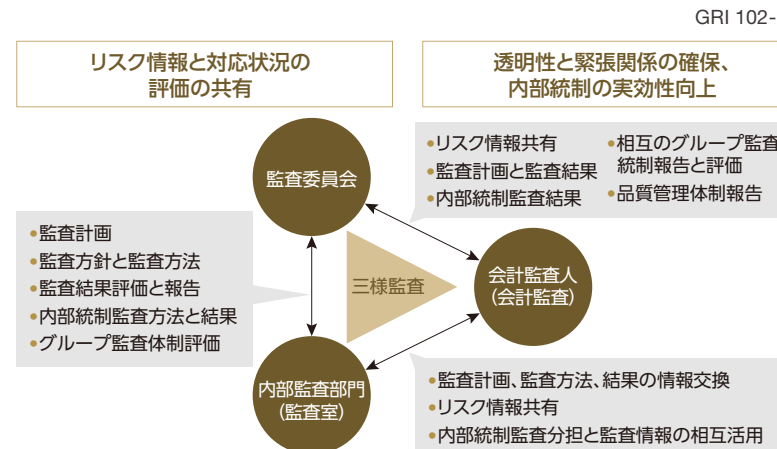 GRI 102-
リスク情報と対応状況の
評価の共有
透明性と緊張関係の確保、
内部統制の実効性向上
監査委員会
•リスク情報共有
•監査計画と監査結果
•内部統制監査結果
•相互のグループ監査
統制報告と評価
•品質管理体制報告
•監査計画
•監査方針と監査方法
•監査結果評価と報告
•内部統制監査方法と結果
•グループ監査体制評価
三様監査
会計監査人
(会計監査)
内部監査部門
(監査室)
•監査計画、監査方法、結果の情報交換
•リスク情報共有
•内部統制監査分担と監査情報の相互活用